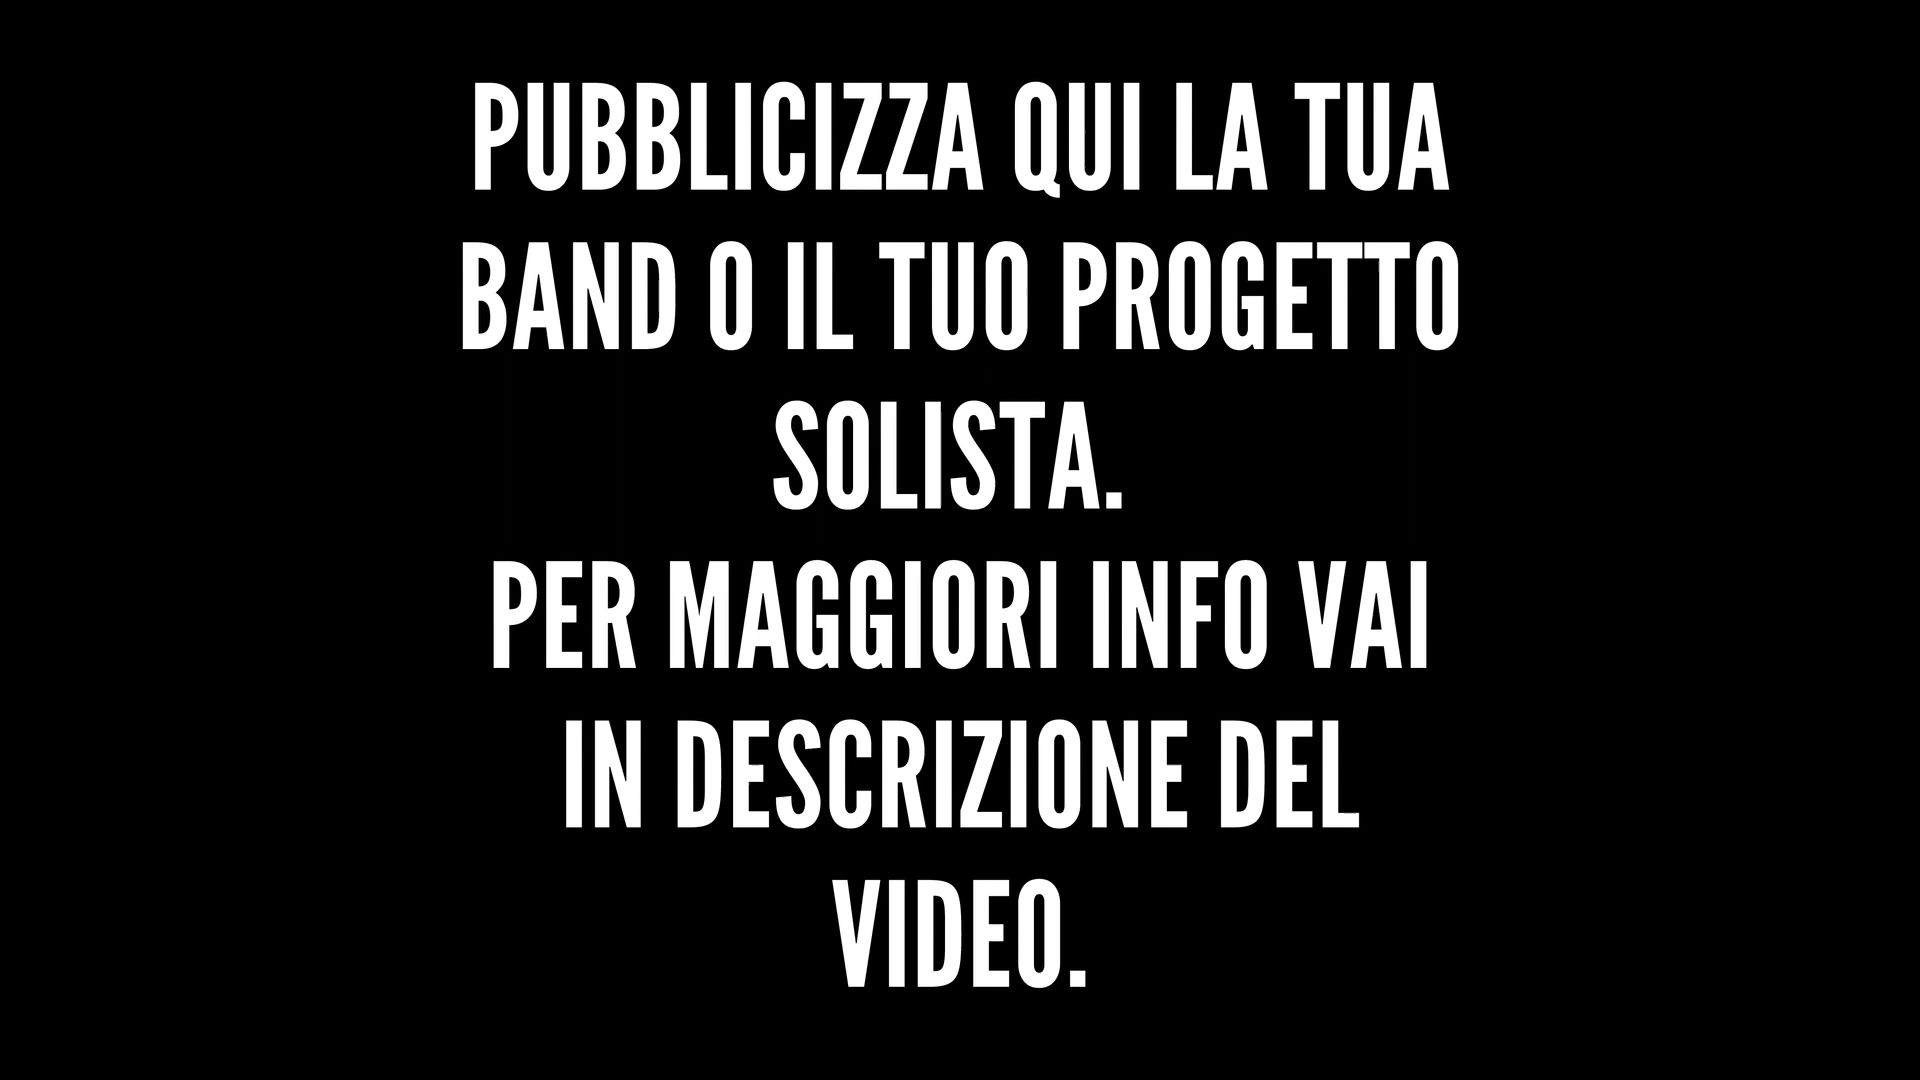 PUBBLICIZZA QUI LA TUA
BAND O IL TUO PROGETTO
SOLISTA.
PER MAGGIORI INFO VAI
IN DESCRIZIONE DEL
VIDEO.